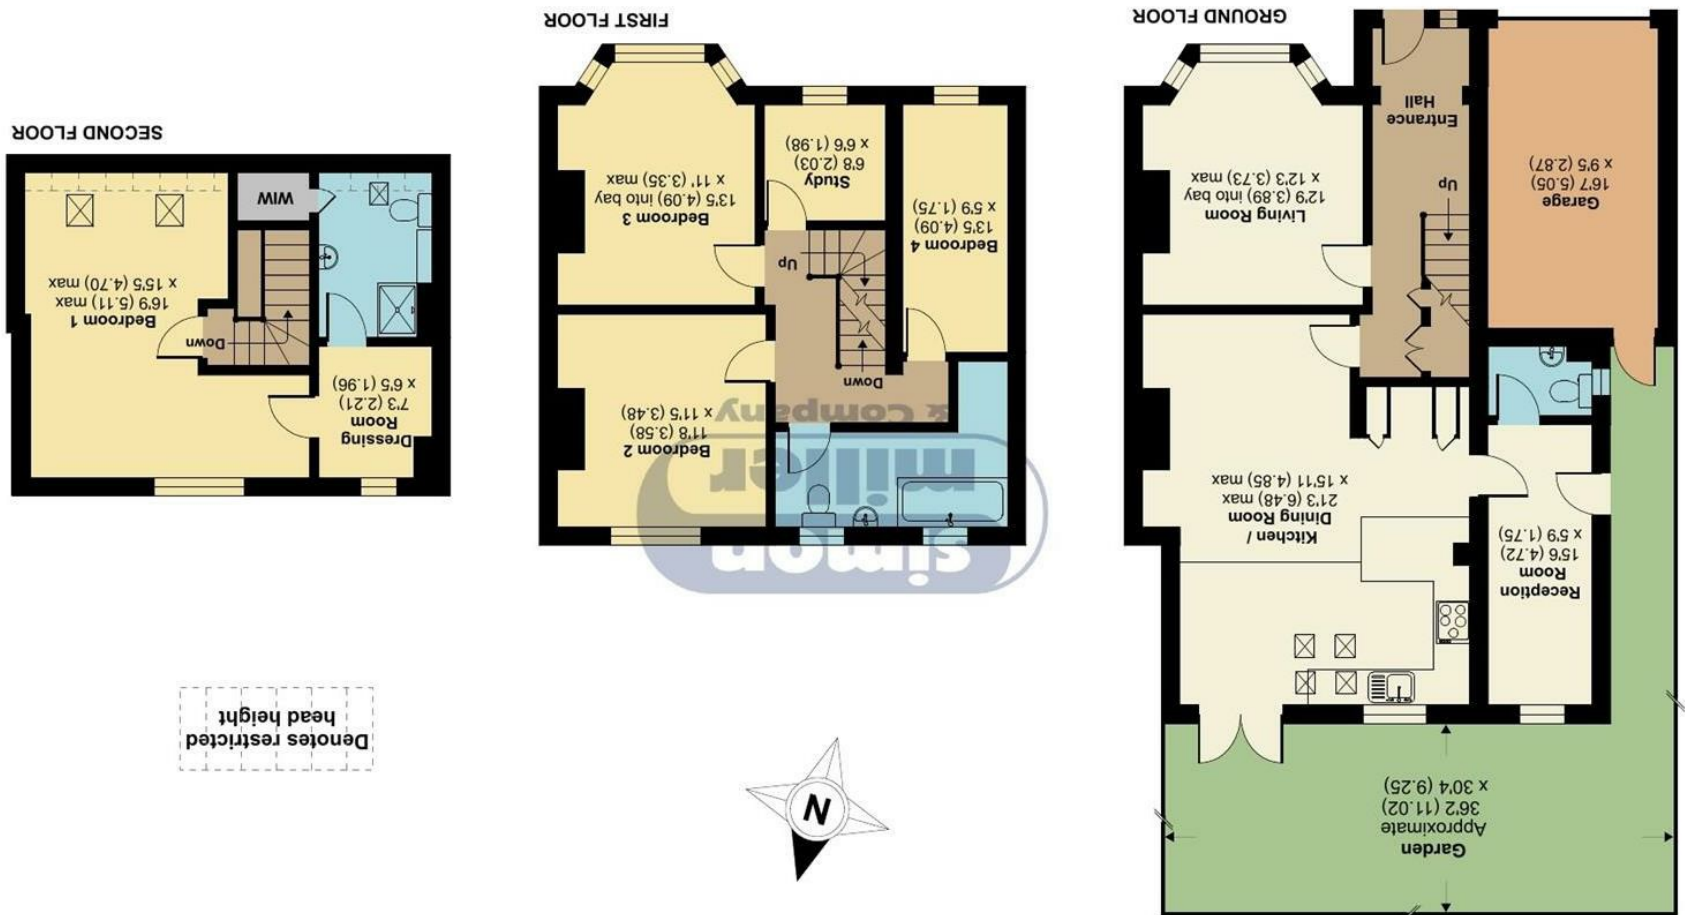 Garden
Approximate
36'2 (11.02)
x 30'4 (9.25)
Reception
Room
15'6 (4.72)
x 5'9 (1.75)
Kitchen /
Dining Room
21'3 (6.48) max
x 15'11 (4.85) max
Garage
16'7 (5.05)
x 9'5 (2.87)
Up
Entrance
Hall
Living Room
12'9 (3.89) into bay
x 12'3 (3.73) max
GROUND FLOOR
N
simon
miller
& Company
Bedroom 2
11'8 (3.58)
x 11'5 (3.48)
Down
Up
Bedroom 4
13'5 (4.09)
x 5'9 (1.75)
Study
6'8 (2.03)
x 6'6 (1.98)
Bedroom 3
13'5 (4.09) into bay
x 11' (3.35) max
FIRST FLOOR
Denotes restricted
head height
Dressing
Room
7'3 (2.21)
x 6'5 (1.96)
Down
Bedroom 1
16'9 (5.11) max
x 15'5 (4.70) max
WIW
SECOND FLOOR